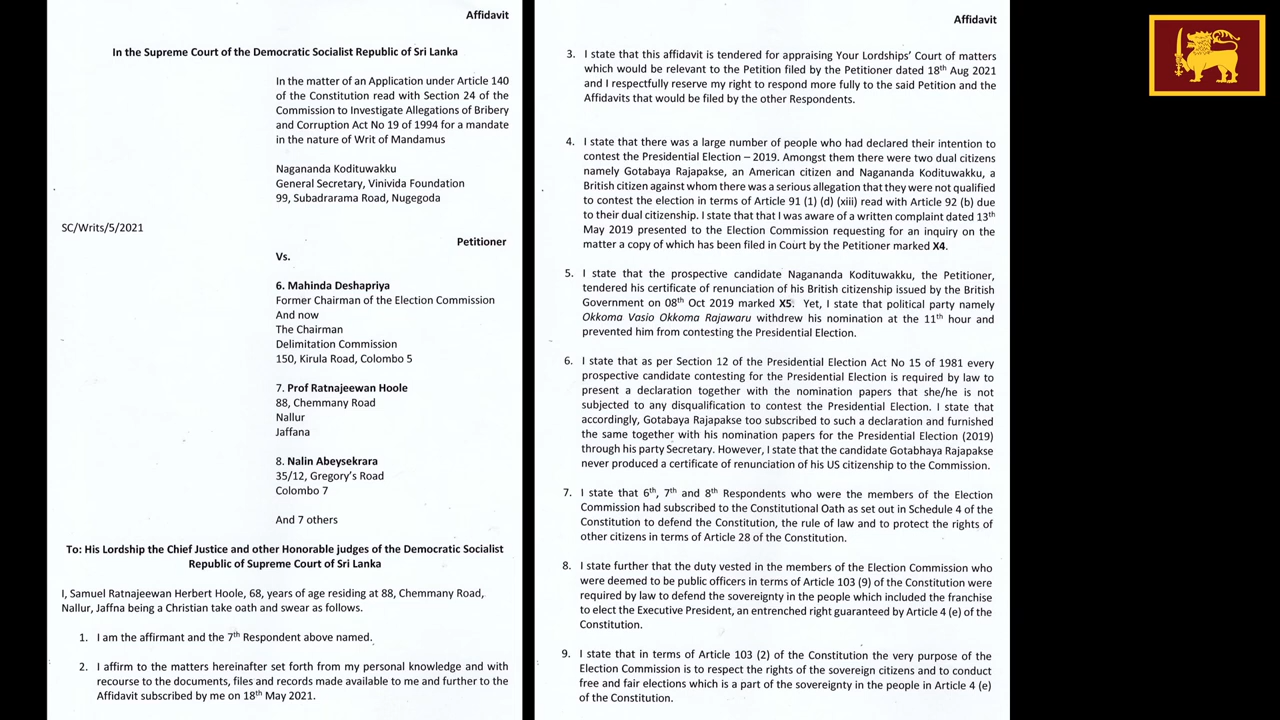 Affidavit
In the Supreme Court of the Democratic Socialist Republic of Sri Lanka
In the matter of an Application under Article 140
of the Constitution read with Section 24 of the
Commission to Investigate Allegations of Bribery
and Corruption Act No 19 of 1994 for a mandate
in the nature of Writ of Mandamus
Nagananda Kodituwakku
General Secretary, Vinivida Foundation
99, Subadrarama Road, Nugegoda
SC/Writs/5/2021
Petitioner
Vs.
6. Mahinda Deshapriya
Former Chairman of the Election Commission
And now
The Chairman
Delimitation Commission
150, Kirula Road, Colombo 5
7. Prof Ratnajeewan Hoole
88, Chemmany Road
Nallur
Jaffana
8. Nalin Abeysekrara
35/12, Gregory's Road
Colombo 7
And 7 others
To: His Lordship the Chief Justice and other Honorable judges of the Democratic Socialist
Republic of Supreme Court of Sri Lanka
I, Samuel Ratnajeewan Herbert Hoole, 68, years of age residing at 88, Chemmany Road,
Nallur, Jaffna being a Christian take oath and swear as follows.
1. I am the affirmant and the 7th Respondent above named.
2. I affirm to the matters hereinafter set forth from my personal knowledge and with
recourse to the documents, files and records made available to me and further to the
Affidavit subscribed by me on 18th May 2021.
Affidavit
3. I state that this affidavit is tendered for appraising Your Lordships' Court of matters
which would be relevant to the Petition filed by the Petitioner dated 18th Aug 2021
and I respectfully reserve my right to respond more fully to the said Petition and the
Affidavits that would be filed by the other Respondents.
4. I state that there was a large number of people who had declared their intention to
contest the Presidential Election – 2019. Amongst them there were two dual citizens
namely Gotabaya Rajapakse, an American citizen and Nagananda Kodituwakku, a
British citizen against whom there was a serious allegation that they were not qualified
to contest the election in terms of Article 91 (1) (d) (xiii) read with Article 92 (b) due
to their dual citizenship. I state that that I was aware of a written complaint dated 13th
May 2019 presented to the Election Commission requesting for an inquiry on the
matter a copy of which has been filed in Court by the Petitioner marked X4.
5. I state that the prospective candidate Nagananda Kodituwakku, the Petitioner,
tendered his certificate of renunciation of his British citizenship issued by the British
Government on 08th Oct 2019 marked X5. Yet, I state that political party namely
Okkoma Vasio Okkoma Rajawaru withdrew his nomination at the 11th hour and
prevented him from contesting the Presidential Election.
6. I state that as per Section 12 of the Presidential Election Act No 15 of 1981 every
prospective candidate contesting for the Presidential Election is required by law to
present a declaration together with the nomination papers that she/he is not
subjected to any disqualification to contest the Presidential Election. I state that
accordingly, Gotabaya Rajapakse too subscribed to such a declaration and furnished
the same together with his nomination papers for the Presidential Election (2019)
through his party Secretary. However, I state that the candidate Gotabhaya Rajapakse
never produced a certificate of renunciation of his US citizenship to the Commission.
7. I state that 6th, 7th and 8th Respondents who were the members of the Election
Commission had subscribed to the Constitutional Oath as set out in Schedule 4 of the
Constitution to defend the Constitution, the rule of law and to protect the rights of
other citizens in terms of Article 28 of the Constitution.
8. I state further that the duty vested in the members of the Election Commission who
were deemed to be public officers in terms of Article 103 (9) of the Constitution were
required by law to defend the sovereignty in the people which included the franchise
to elect the Executive President, an entrenched right guaranteed by Article 4 (e) of the
Constitution.
9. I state that in terms of Article 103 (2) of the Constitution the very purpose of the
Election Commission is to respect the rights of the sovereign citizens and to conduct
free and fair elections which is a part of the sovereignty in the people in Article 4 (e)
of the Constitution.